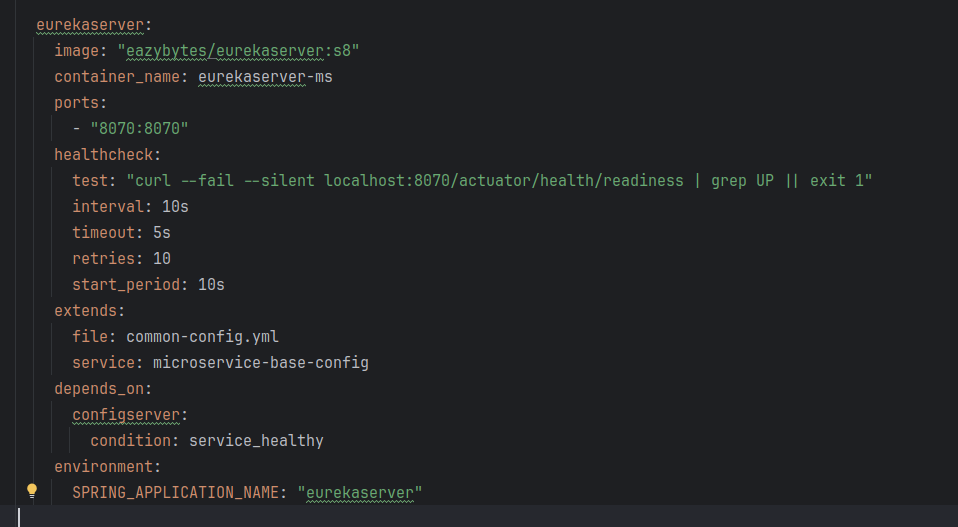 eurekaserver:
  image: "eazybytes/eurekaserver:s8"
  container_name: eurekaserver-ms
  ports:
    - "8070:8070"
  healthcheck:
    test: "curl --fail --silent localhost:8070/actuator/health/readiness | grep UP || exit 1"
    interval: 10s
    timeout: 5s
    retries: 10
    start_period: 10s
  extends:
    file: common-config.yml
    service: microservice-base-config
  depends_on:
    configserver:
      condition: service_healthy
  environment:
    SPRING_APPLICATION_NAME: "eurekaserver"